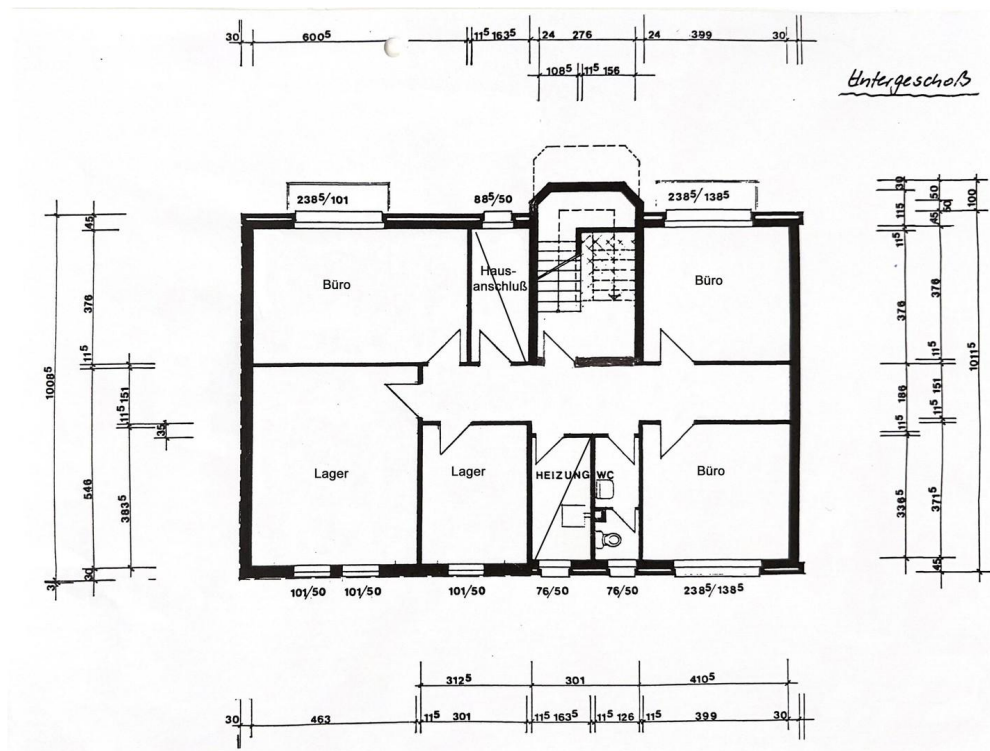 30 600⁵ 11⁵ 163⁵ 24 276 24 399 30
108⁵ 11⁵ 156
Untergeschoß
238⁵/101 88⁵/50 238⁵/138⁵
Büro
Haus-
anschluß
Büro
Lager
Lager
HEIZUNG WC
Büro
101/50 101/50 101/50 76/50 76/50 238⁵/138⁵
1008⁵
45
376
11⁵
546
30
11⁵ 151
383⁵
35
30
115
11⁵
376
186
11⁵
336⁵
50
45
50
376
11⁵
151
11⁵
371⁵
45
100
1011⁵
312⁵ 301 410⁵
30 463 11⁵ 301 11⁵ 163⁵ 11⁵ 126 11⁵ 399 30